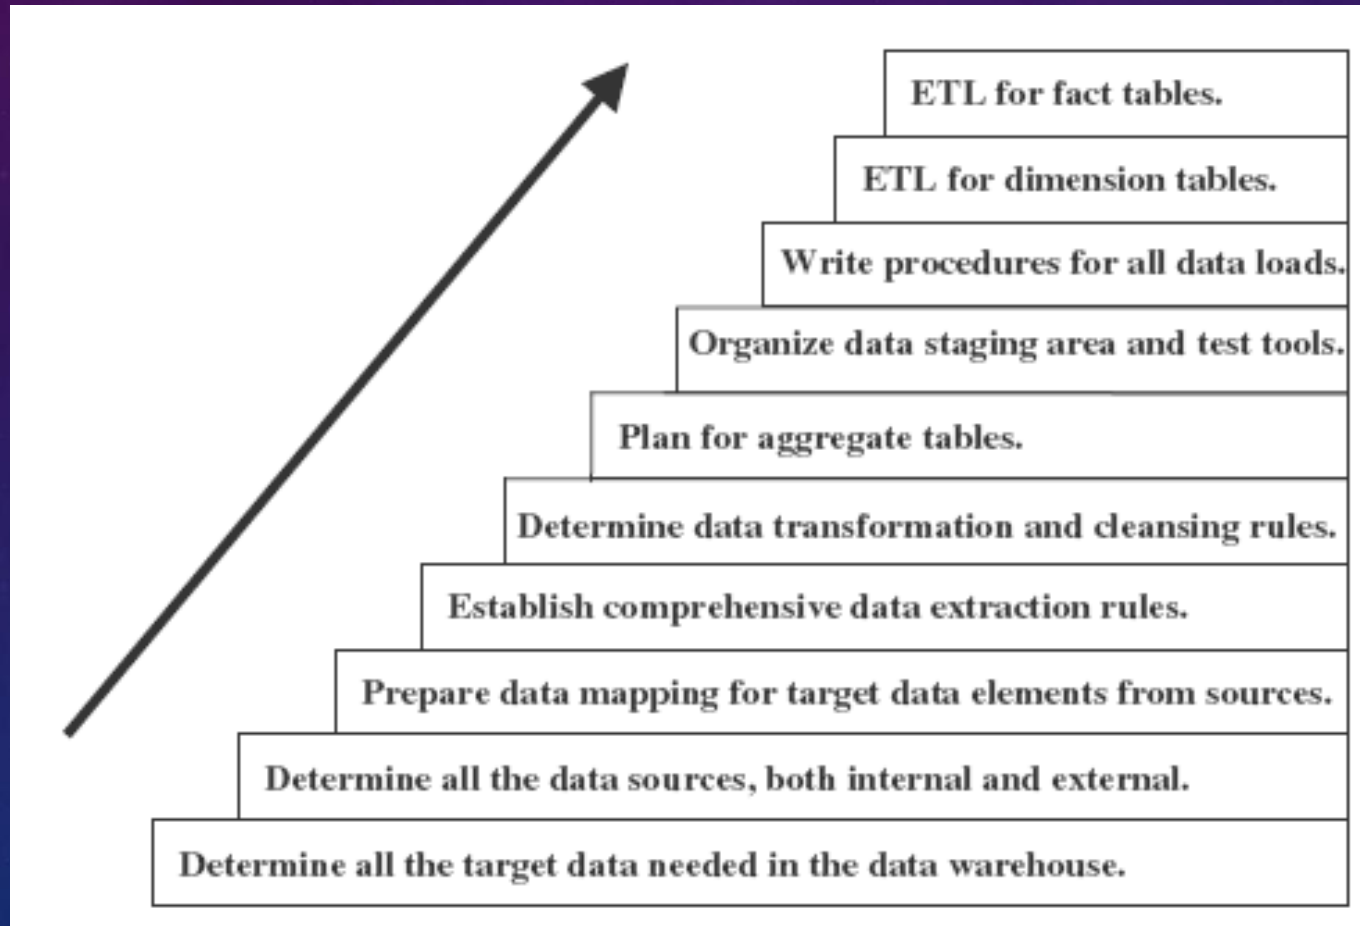 ETL for fact tables.
ETL for dimension tables.
Write procedures for all data loads.
Organize data staging area and test tools.
Plan for aggregate tables.
Determine data transformation and cleansing rules.
Establish comprehensive data extraction rules.
Prepare data mapping for target data elements from sources.
Determine all the data sources, both internal and external.
Determine all the target data needed in the data warehouse.